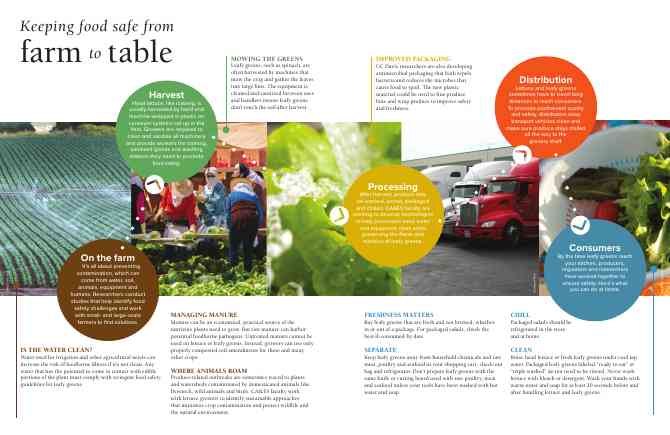 Keeping food safe from
farm to table
MOWING THE GREENS
Leafy greens, such as spinach, are
often harvested by machines that
mow the crop and gather the leaves
into large bins. The equipment is
cleaned and sanitized between uses
and handlers ensure leafy greens
don't touch the soil after harvest.
IMPROVED PACKAGING
UC Davis researchers are also developing
antimicrobial packaging that both repels
bacteria and reduces the microbes that
cause food to spoil. The new plastic
material could be used to line produce
bins and wrap produce to improve safety
and freshness.
Harvest
Head lettuce, like iceberg, is
usually harvested by hand and
machine-wrapped in plastic on
conveyor systems set up in the
field. Growers are required to
clean and sanitize all machinery
and provide workers the training,
sanitized gloves and washing
stations they need to promote
food safety.
Distribution
Lettuce and leafy greens
sometimes have to travel long
distances to reach consumers.
To promote continued quality
and safety, distributors keep
transport vehicles clean and
make sure produce stays chilled
all the way to the
grocery shelf.
Processing
After harvest, produce may
be washed, sorted, packaged
and chilled. CA&ES faculty are
working to develop technologies
to help processors keep water
and equipment clean while
preserving the flavor and
nutrition of leafy greens.
On the farm
It's all about preventing
contamination, which can
come from water, soil,
animals, equipment and
humans. Researchers conduct
studies that help identify food
safety challenges and work
with small- and large-scale
farmers to find solutions.
Consumers
By the time leafy greens reach
your kitchen, producers,
regulators and researchers
have worked together to
ensure safety. Here's what
you can do at home.
IS THE WATER CLEAN?
Water used for irrigation and other agricultural needs can
increase the risk of foodborne illness if it's not clean. Any
water that has the potential to come in contact with edible
portions of the plant must comply with stringent food safety
guidelines for leafy greens.
MANAGING MANURE
Manure can be an economical, practical source of the
nutrients plants need to grow. But raw manure can harbor
potential foodborne pathogens. Untreated manure cannot be
used on lettuce or leafy greens. Instead, growers can use only
properly composted soil amendments for these and many
other crops.
WHERE ANIMALS ROAM
Produce-related outbreaks are sometimes traced to plants
and watersheds contaminated by unmonitored animals like
livestock, wild animals and birds. CA&ES faculty work
with lettuce growers to identify sustainable approaches
that minimize crop contamination and protect wildlife and
the natural environment.
FRESHNESS MATTERS
Buy leafy greens that are fresh and not bruised, whether
in or out of a package. For packaged salads, check the
best-if-consumed-by date.
SEPARATE
Keep leafy greens away from household chemicals and raw
meat, poultry and seafood in your shopping cart, check-out
bag and refrigerator. Don't prepare leafy greens with the
same knife or cutting board used with raw poultry, meat
and seafood unless your tools have been washed with hot
water and soap.
CHILL
Packaged salads should be
refrigerated in the store
and at home.
CLEAN
Rinse head lettuce or fresh leafy greens under cool tap
water. Packaged leafy greens labeled "ready to eat" or
"triple washed" do not need to be rinsed. Never wash
lettuce with bleach or detergent. Wash your hands with
warm water and soap for at least 20 seconds before and
after handling lettuce and leafy greens.